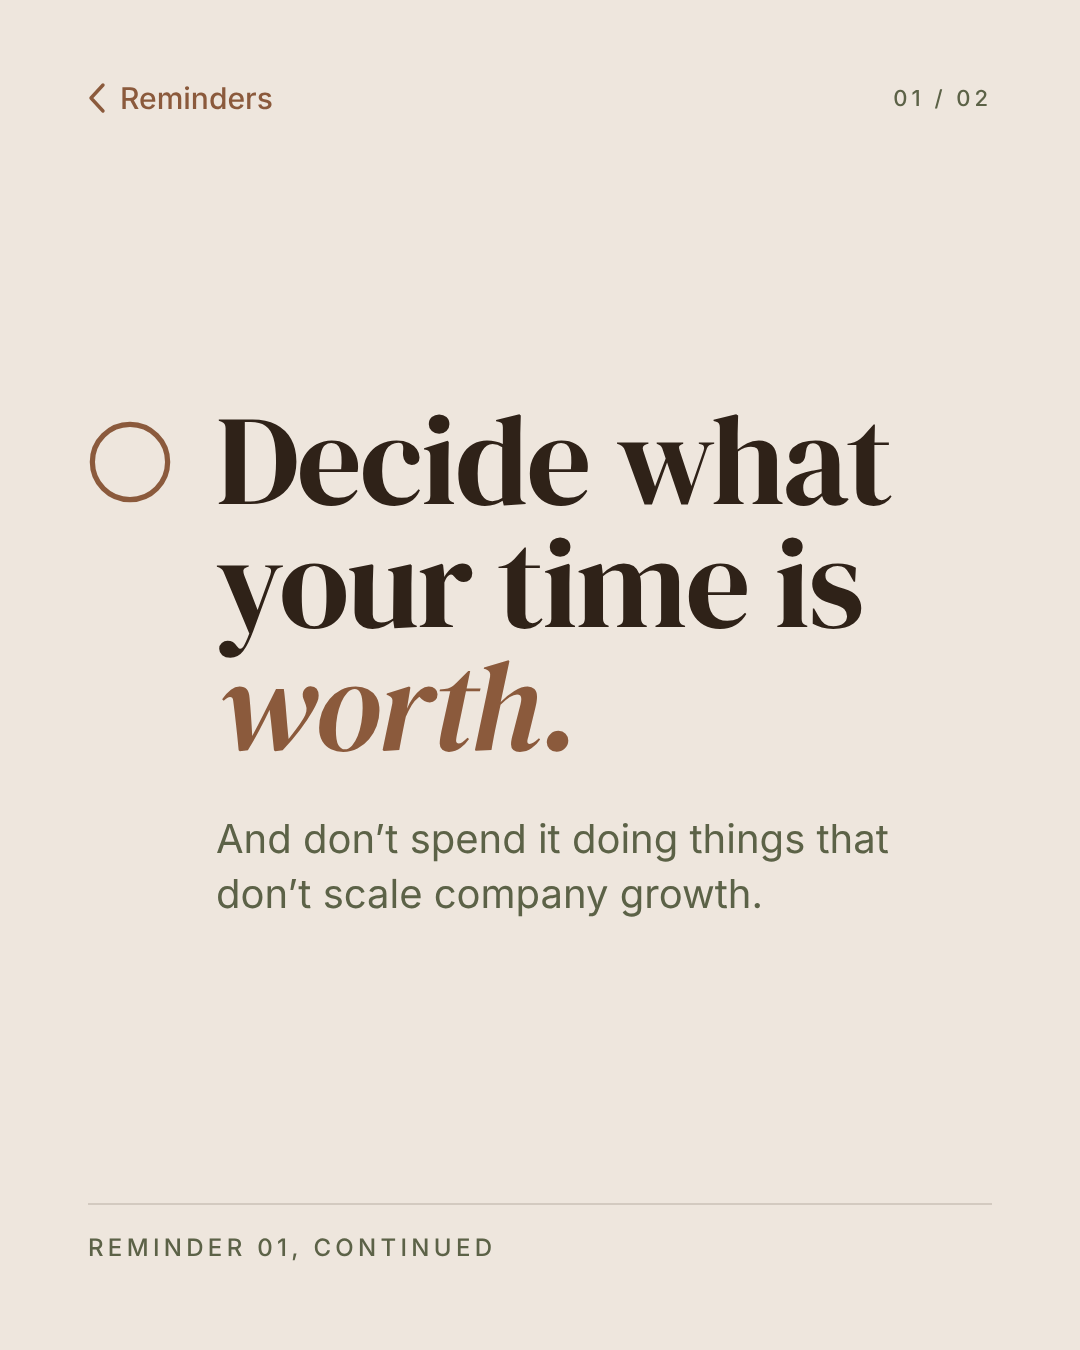 Reminders
01 / 02
Decide what
your time is
worth.
And don’t spend it doing things that
don’t scale company growth.
REMINDER 01, CONTINUED